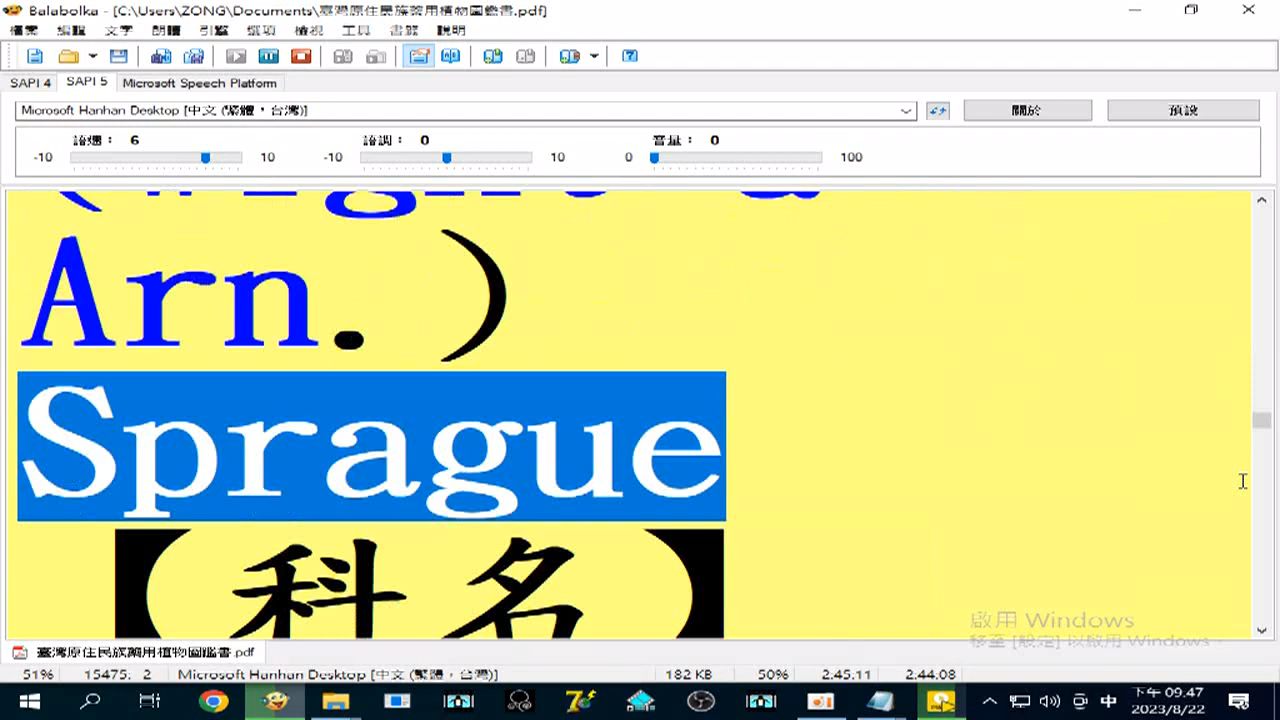 Balabolka - [C:\Users\ZONG\Documents\臺灣原住民族藥用植物圖鑑書.pdf]
檔案 編輯 文字 朗讀 引擎 選項 檢視 工具 書籤 說明
SAPI 4 SAPI 5 Microsoft Speech Platform
Microsoft Hanhan Desktop [中文 (繁體，台灣)] 關於 預設
語速： 6 語調： 0 音量： 0
-10 10 -10 10 0 100
Arn.)
Sprague
【科名】
啟用 Windows
移至 [設定] 以啟用 Windows。
臺灣原住民族藥用植物圖鑑書.pdf
51% 15475: 2 Microsoft Hanhan Desktop [中文 (繁體，台灣)] 182 KB 50% 2.45.11 2.44.08
中 下午 09:47
2023/8/22